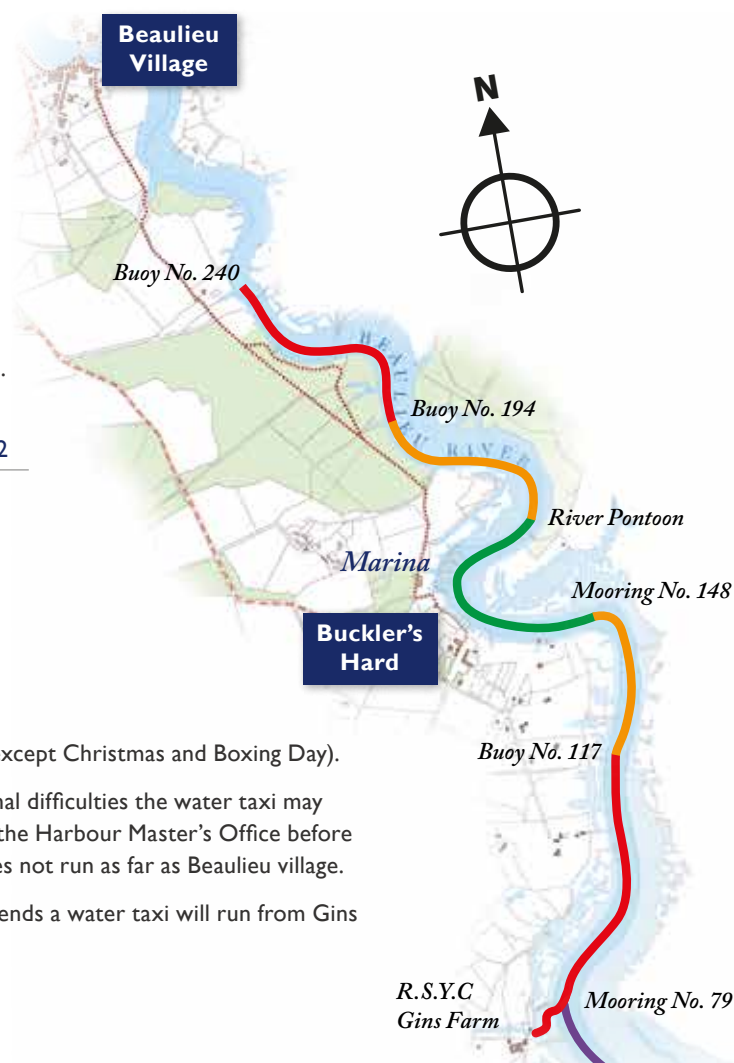 Beaulieu
Village
N
Buoy No. 240
.
BEAULIEU RIVER
Buoy No. 194
2
River Pontoon
Marina
Mooring No. 148
Buckler's
Hard
except Christmas and Boxing Day).
Buoy No. 117
nal difficulties the water taxi may
the Harbour Master's Office before
es not run as far as Beaulieu village.
ends a water taxi will run from Gins
R.S.Y.C
Gins Farm
Mooring No. 79